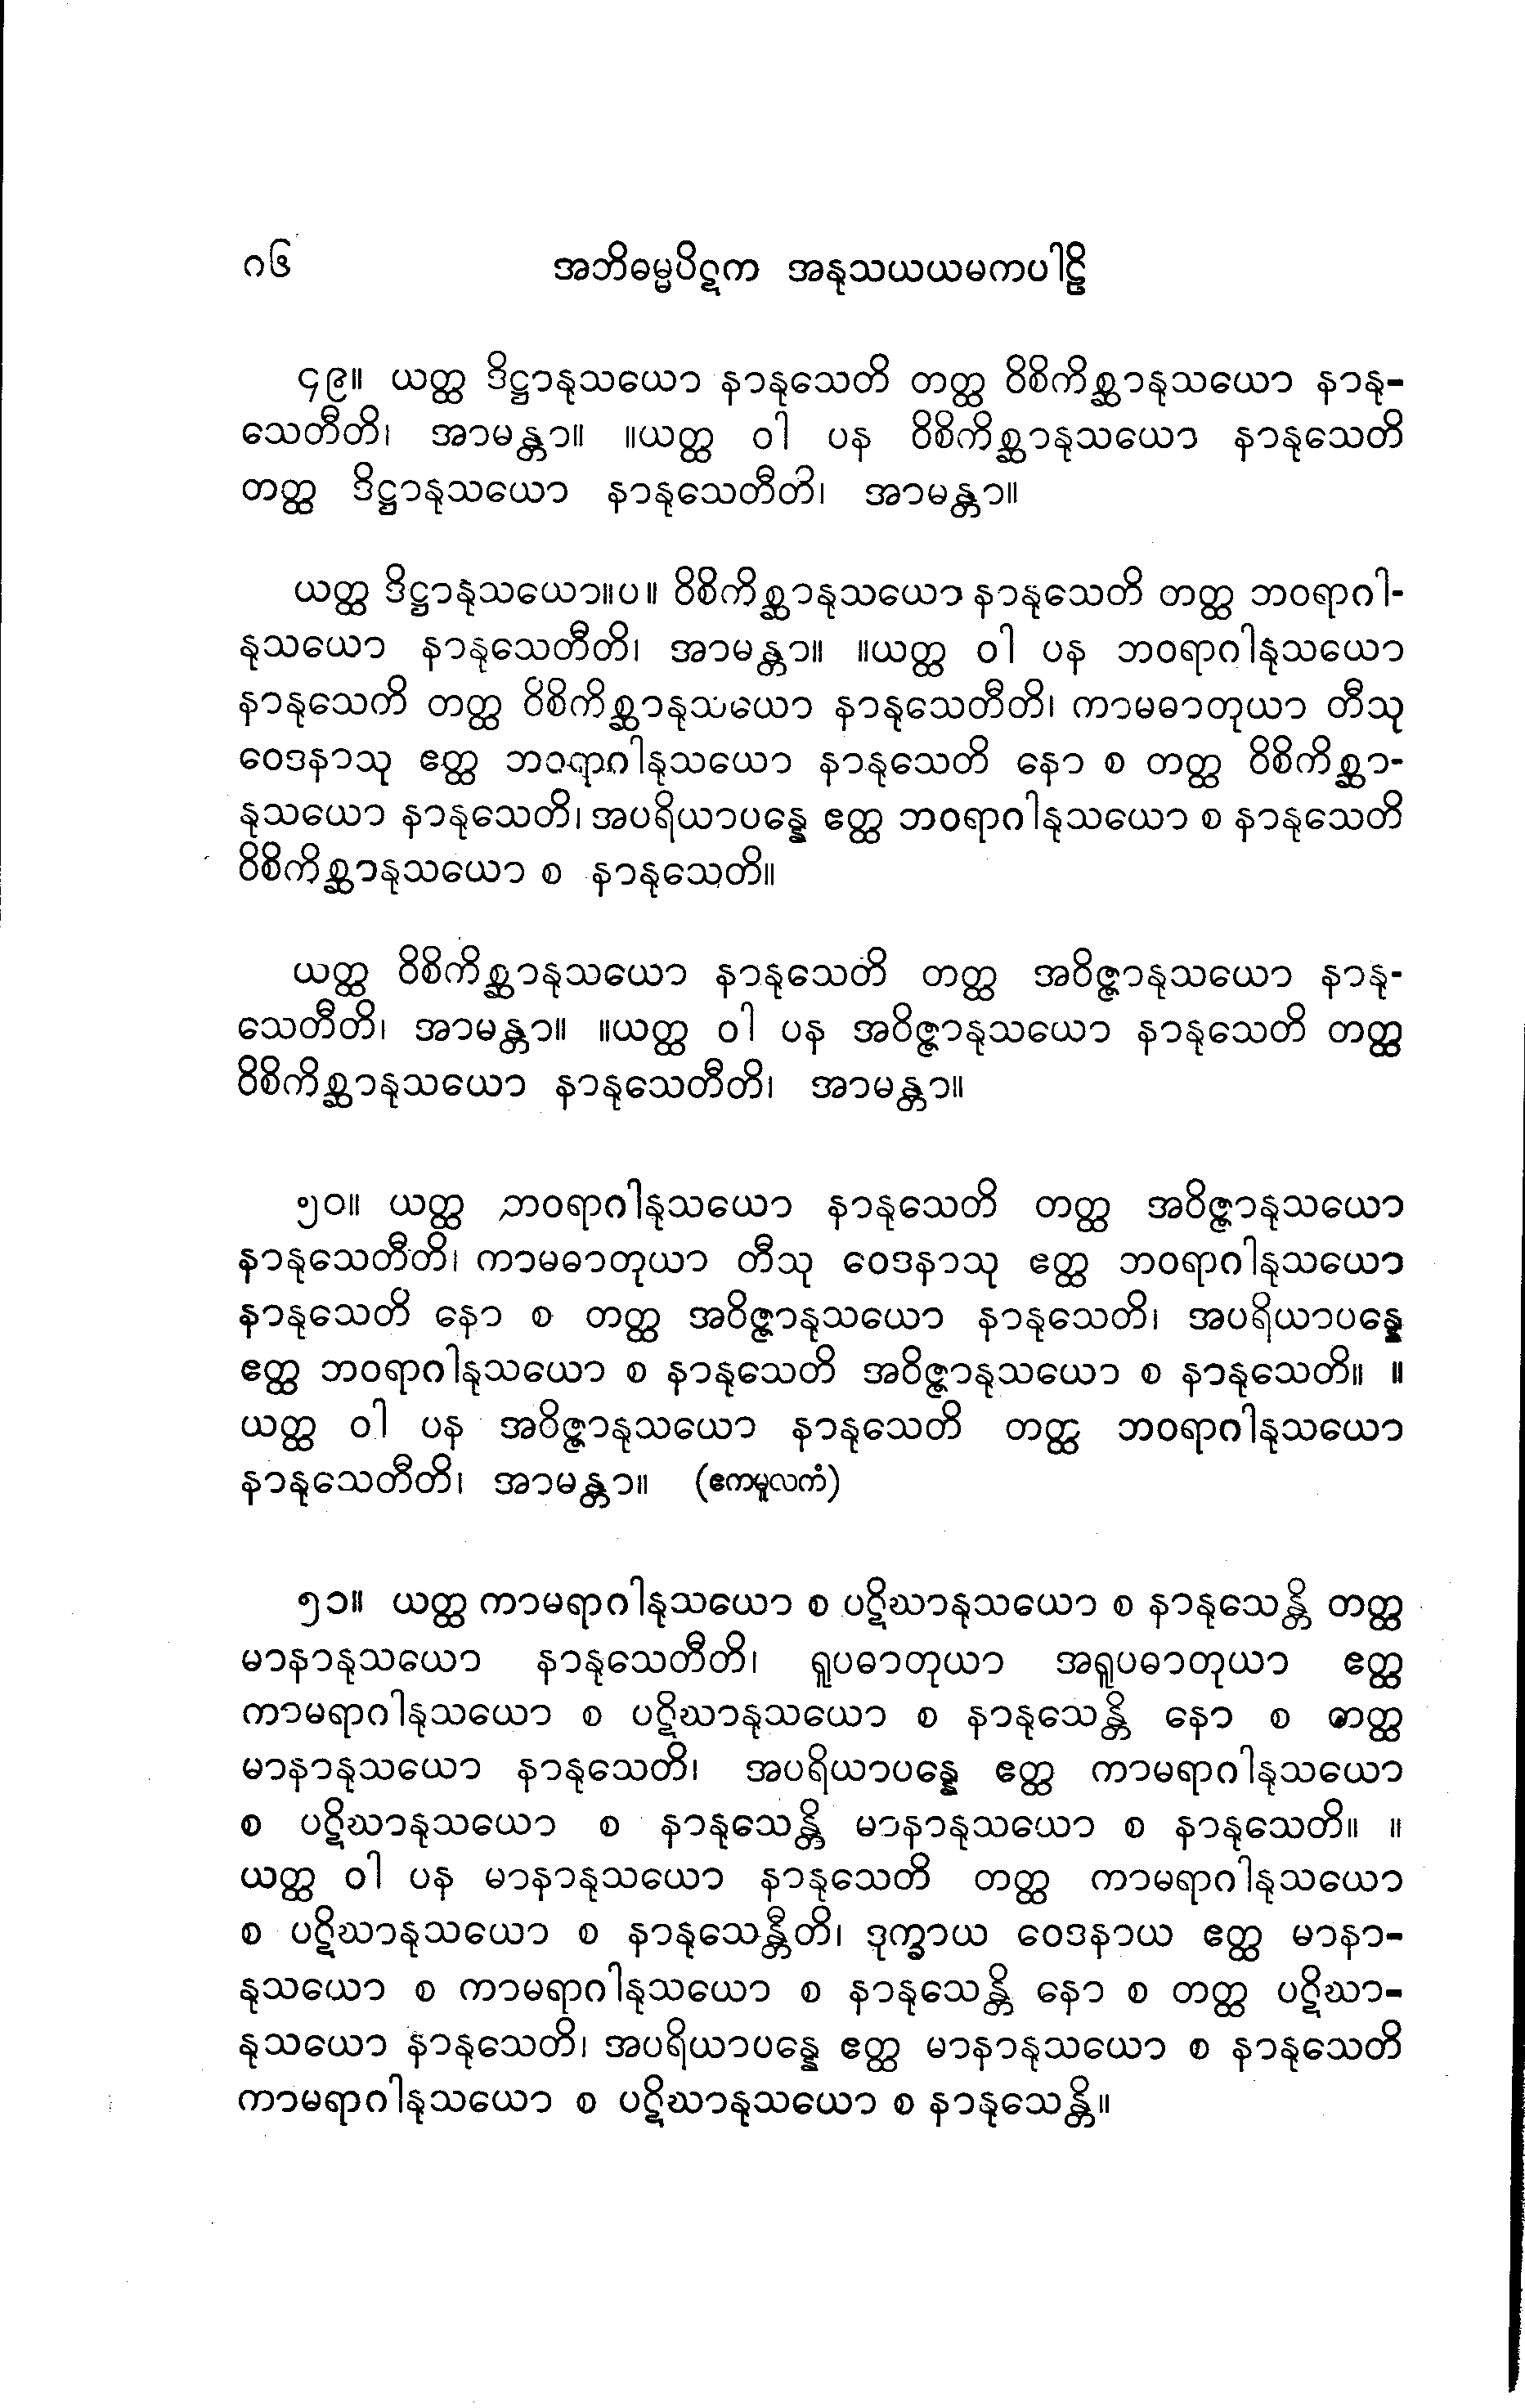 ၈၆ အဘိဓမ္မပိဋက အနုသယယမကပါဠိ
၄၉။ ယတ္ထ ဒိဋ္ဌာနုသယော နာနုသေတိ တတ္ထ ဝိစိကိစ္ဆာနုသယော နာနု-
သေတီတိ၊ အာမန္တာ။ ။ယတ္ထ ဝါ ပန ဝိစိကိစ္ဆာနုသယော နာနုသေတိ
တတ္ထ ဒိဋ္ဌာနုသယော နာနုသေတီတိ၊ အာမန္တာ။
ယတ္ထ ဒိဋ္ဌာနုသယော။ပ။ ဝိစိကိစ္ဆာနုသယော နာနုသေတိ တတ္ထ ဘဝရာဂါ-
နုသယော နာနုသေတီတိ၊ အာမန္တာ။ ။ယတ္ထ ဝါ ပန ဘဝရာဂါနုသယော
နာနုသေတိ တတ္ထ ဝိစိကိစ္ဆာနုသယော နာနုသေတီတိ၊ ကာမဓာတုယာ တီသု
ဝေဒနာသု ဧတ္ထ ဘဝရာဂါနုသယော နာနုသေတိ နော စ တတ္ထ ဝိစိကိစ္ဆာ-
နုသယော နာနုသေတိ၊ အပရိယာပန္နေ ဧတ္ထ ဘဝရာဂါနုသယော စ နာနုသေတိ
ဝိစိကိစ္ဆာနုသယော စ နာနုသေတိ။
ယတ္ထ ဝိစိကိစ္ဆာနုသယော နာနုသေတိ တတ္ထ အဝိဇ္ဇာနုသယော နာနု-
သေတီတိ၊ အာမန္တာ။ ။ယတ္ထ ဝါ ပန အဝိဇ္ဇာနုသယော နာနုသေတိ တတ္ထ
ဝိစိကိစ္ဆာနုသယော နာနုသေတီတိ၊ အာမန္တာ။
၅၀။ ယတ္ထ ဘဝရာဂါနုသယော နာနုသေတိ တတ္ထ အဝိဇ္ဇာနုသယော
နာနုသေတီတိ၊ ကာမဓာတုယာ တီသု ဝေဒနာသု ဧတ္ထ ဘဝရာဂါနုသယော
နာနုသေတိ နော စ တတ္ထ အဝိဇ္ဇာနုသယော နာနုသေတိ၊ အပရိယာပန္နေ
ဧတ္ထ ဘဝရာဂါနုသယော စ နာနုသေတိ အဝိဇ္ဇာနုသယော စ နာနုသေတိ။ ။
ယတ္ထ ဝါ ပန အဝိဇ္ဇာနုသယော နာနုသေတိ တတ္ထ ဘဝရာဂါနုသယော
နာနုသေတီတိ၊ အာမန္တာ။ (ဧကမူလကံ)
၅၁။ ယတ္ထ ကာမရာဂါနုသယော စ ပဋိဃာနုသယော စ နာနုသေန္တိ တတ္ထ
မာနာနုသယော နာနုသေတီတိ၊ ရူပဓာတုယာ အရူပဓာတုယာ ဧတ္ထ
ကာမရာဂါနုသယော စ ပဋိဃာနုသယော စ နာနုသေန္တိ နော စ တတ္ထ
မာနာနုသယော နာနုသေတိ၊ အပရိယာပန္နေ ဧတ္ထ ကာမရာဂါနုသယော
စ ပဋိဃာနုသယော စ နာနုသေန္တိ မာနာနုသယော စ နာနုသေတိ။ ။
ယတ္ထ ဝါ ပန မာနာနုသယော နာနုသေတိ တတ္ထ ကာမရာဂါနုသယော
စ ပဋိဃာနုသယော စ နာနုသေန္တီတိ၊ ဒုက္ခာယ ဝေဒနာယ ဧတ္ထ မာနာ-
နုသယော စ ကာမရာဂါနုသယော စ နာနုသေန္တိ နော စ တတ္ထ ပဋိဃာ-
နုသယော နာနုသေတိ၊ အပရိယာပန္နေ ဧတ္ထ မာနာနုသယော စ နာနုသေတိ
ကာမရာဂါနုသယော စ ပဋိဃာနုသယော စ နာနုသေန္တိ။